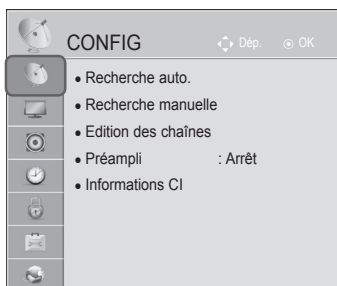 CONFIG Dép. OK
• Recherche auto.
• Recherche manuelle
• Edition des chaînes
• Préampli : Arrêt
• Informations CI